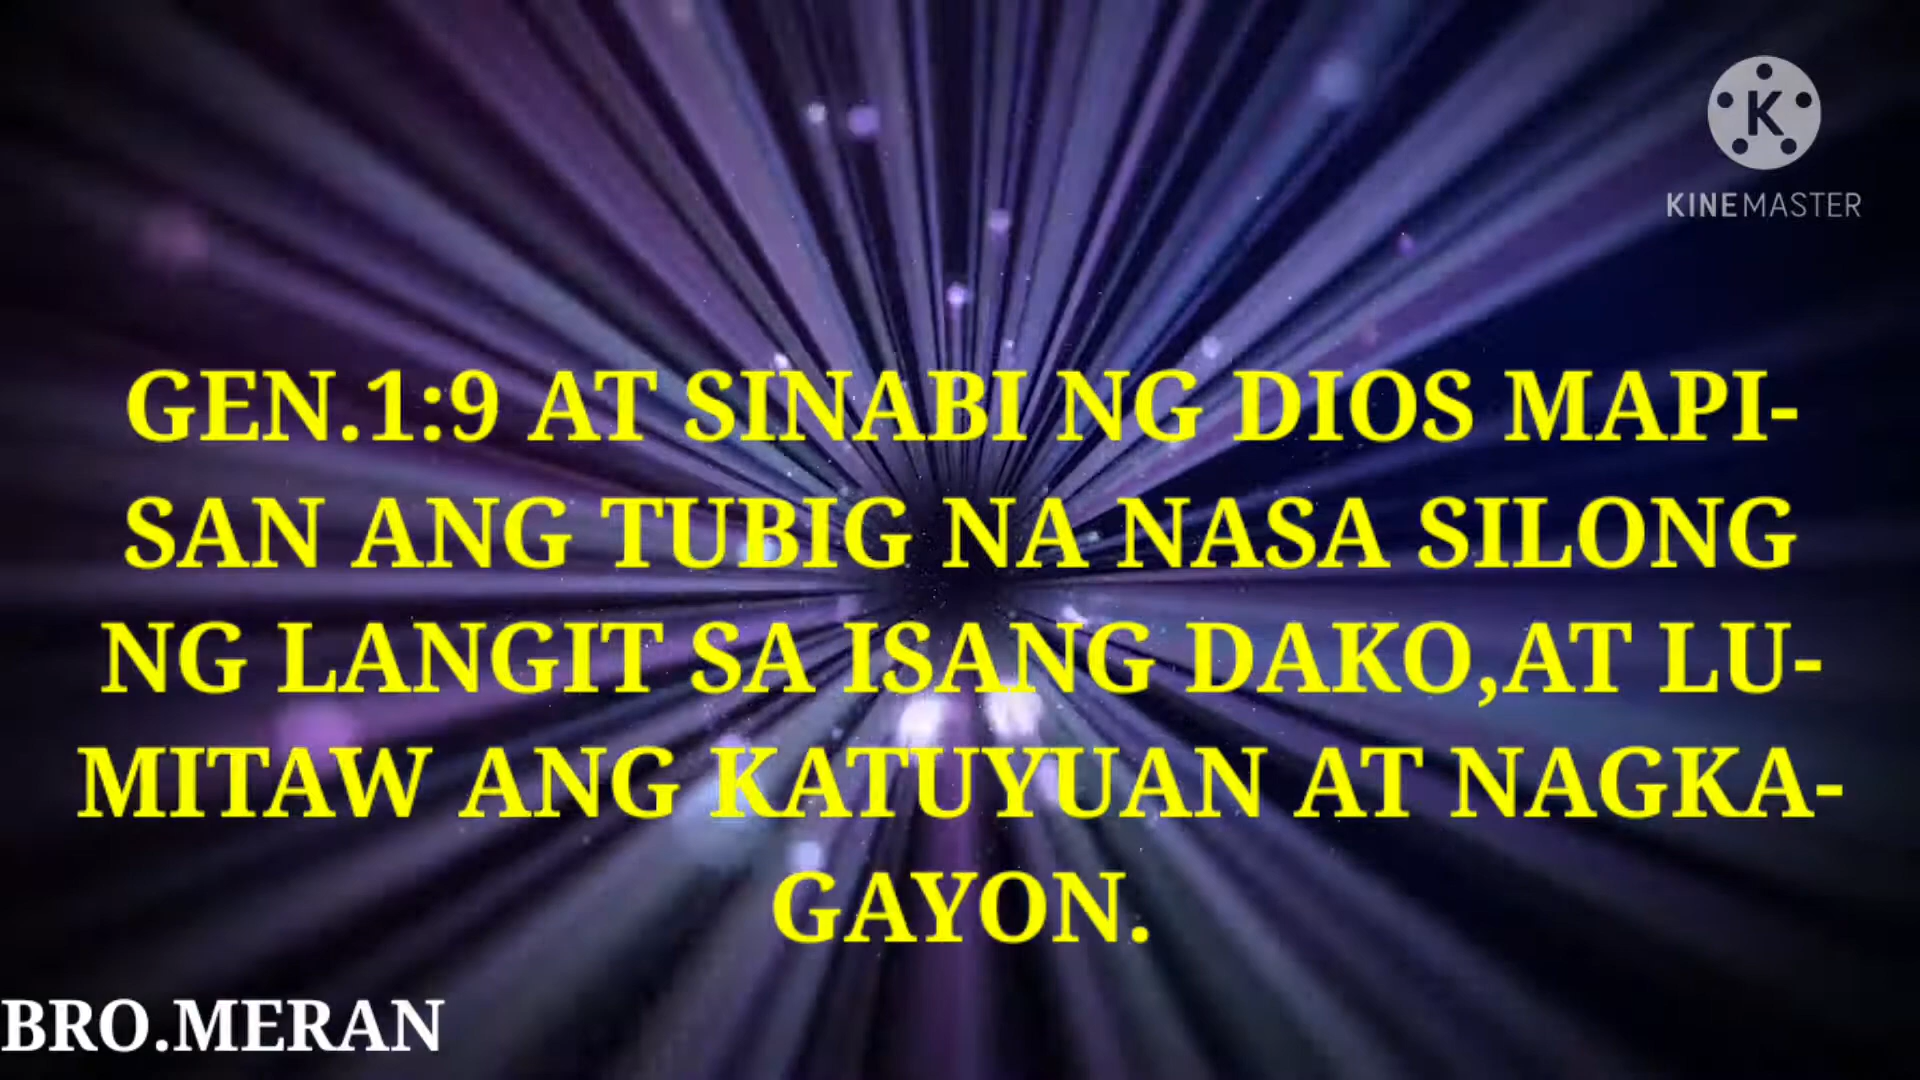 K
KINEMASTER
GEN.1:9 AT SINABI NG DIOS MAPI-
SAN ANG TUBIG NA NASA SILONG
NG LANGIT SA ISANG DAKO,AT LU-
MITAW ANG KATUYUAN AT NAGKA-
GAYON.
BRO.MERAN